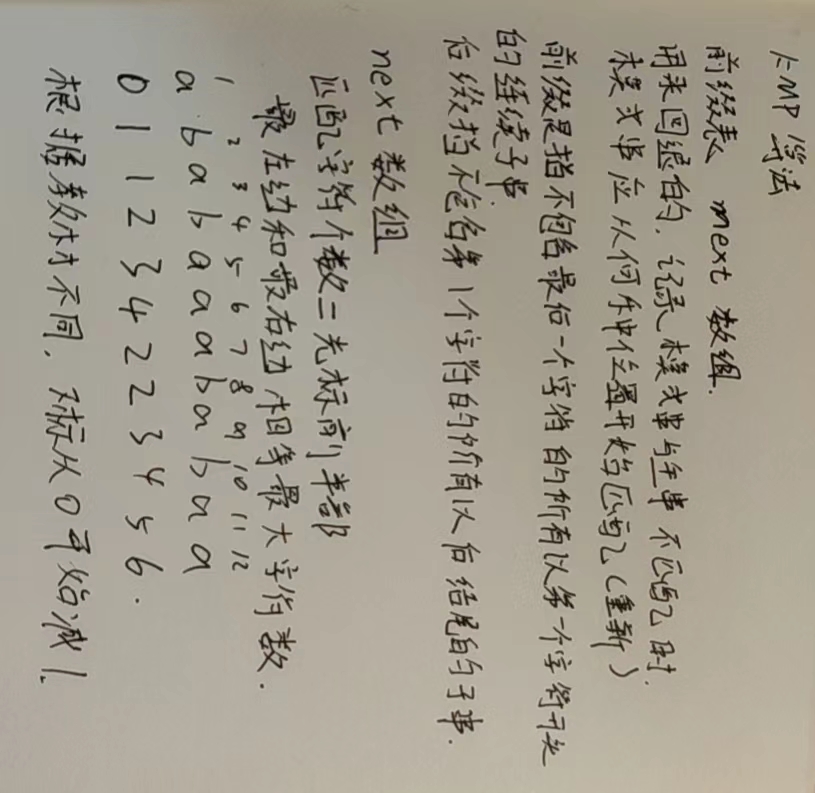 KMP 算法
前缀表 next 数组.
用来回退的, 记录模式串与主串 不匹配时.
模式串应从何种位置开始匹配(重新)
前缀是指不包含最后一个字符的所有以第一个字符开头
的连续子串.
后缀指不包含第1个字符的所有以后结尾的子串.
next 数组
匹配字符个数=光标前半部
最左边和最右边相等最大字符数.
1 2 3 4 5 6 7 8 9 10 11 12
a b a b a a a b a b a a
0 1 1 2 3 4 2 2 3 4 5 6.
根据教材不同, 下标从0开始减1.